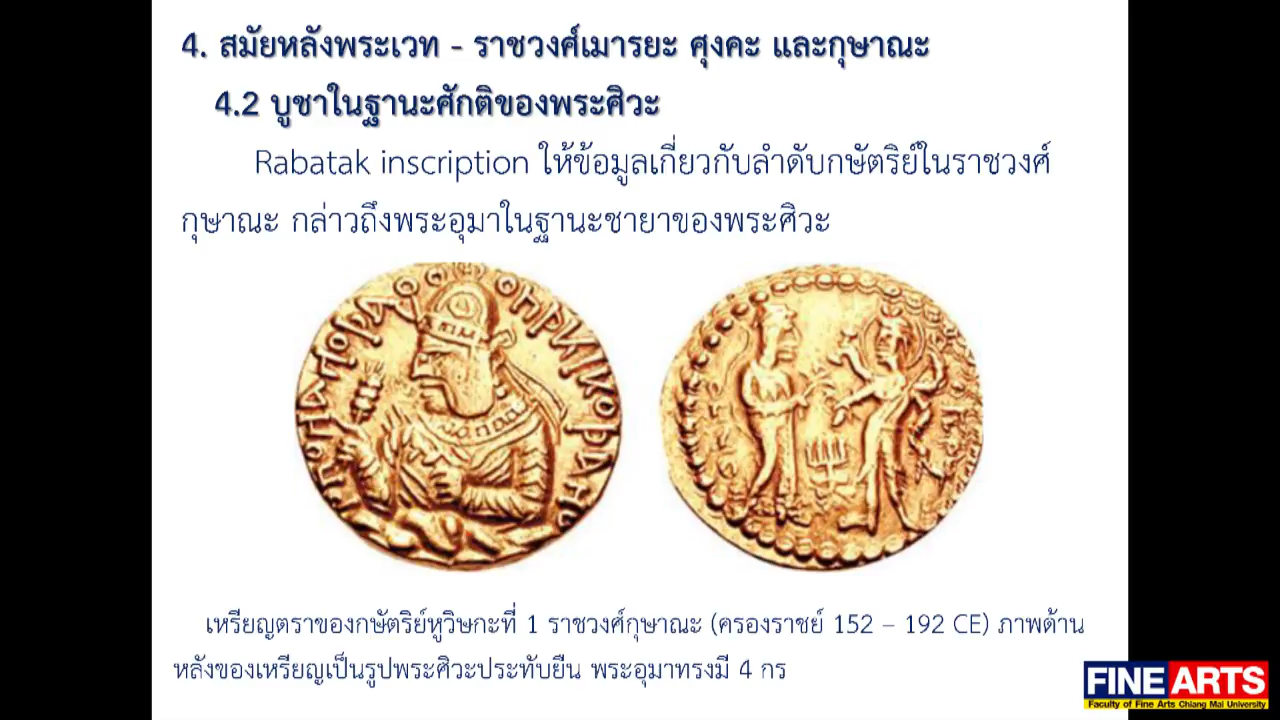 4. สมัยหลังพระเวท - ราชวงศ์เมารยะ ศุงคะ และกุษาณะ
4.2 บูชาในฐานะศักติของพระศิวะ
Rabatak inscription ให้ข้อมูลเกี่ยวกับลำดับกษัตริย์ในราชวงศ์
กุษาณะ กล่าวถึงพระอุมาในฐานะชายาของพระศิวะ
เหรียญตราของกษัตริย์หูวิษกะที่ 1 ราชวงศ์กุษาณะ (ครองราชย์ 152 – 192 CE) ภาพด้าน
หลังของเหรียญเป็นรูปพระศิวะประทับยืน พระอุมาทรงมี 4 กร
FINE ARTS
Faculty of Fine Arts Chiang Mai University